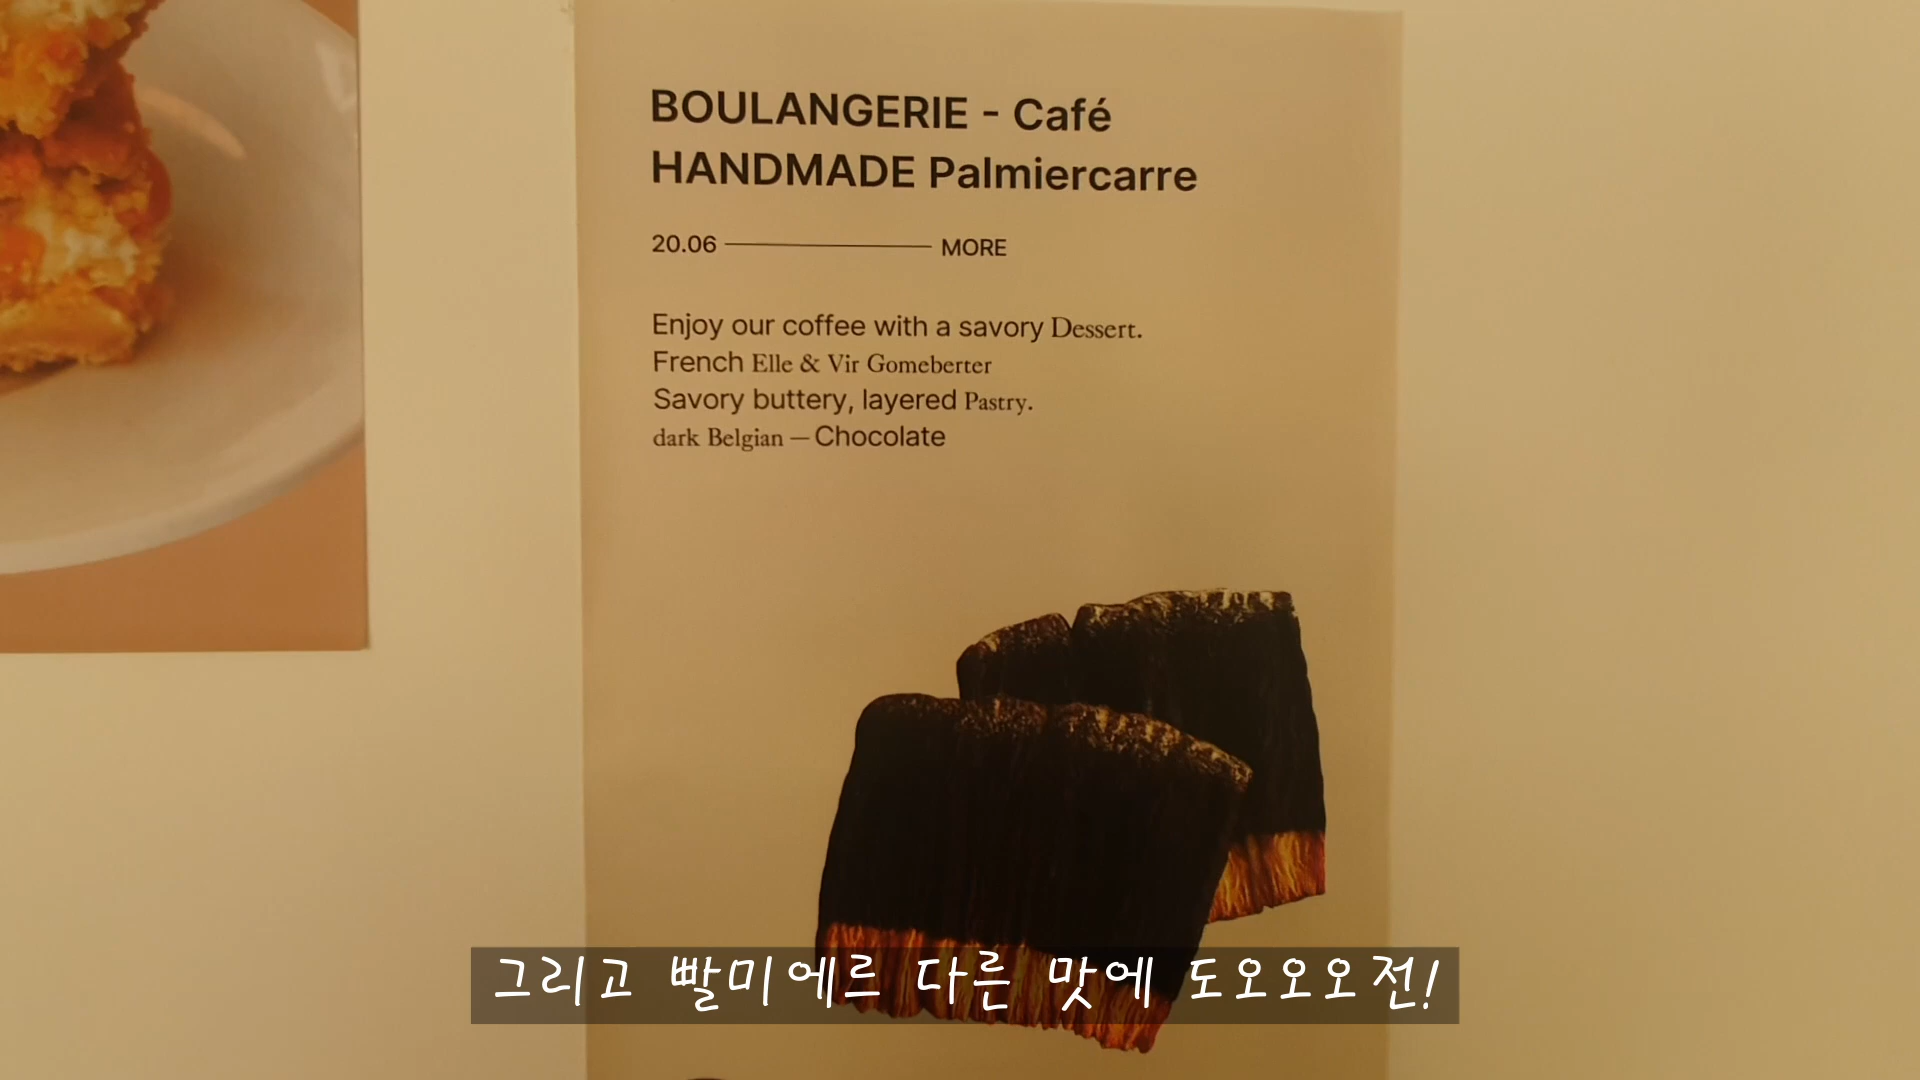 BOULANGERIE - Café
HANDMADE Palmiercarre
20.06 MORE
Enjoy our coffee with a savory Dessert.
French Elle & Vir Gomeberter
Savory buttery, layered Pastry.
dark Belgian — Chocolate
그리고 빨미에르 다른 맛에 도오오오전!